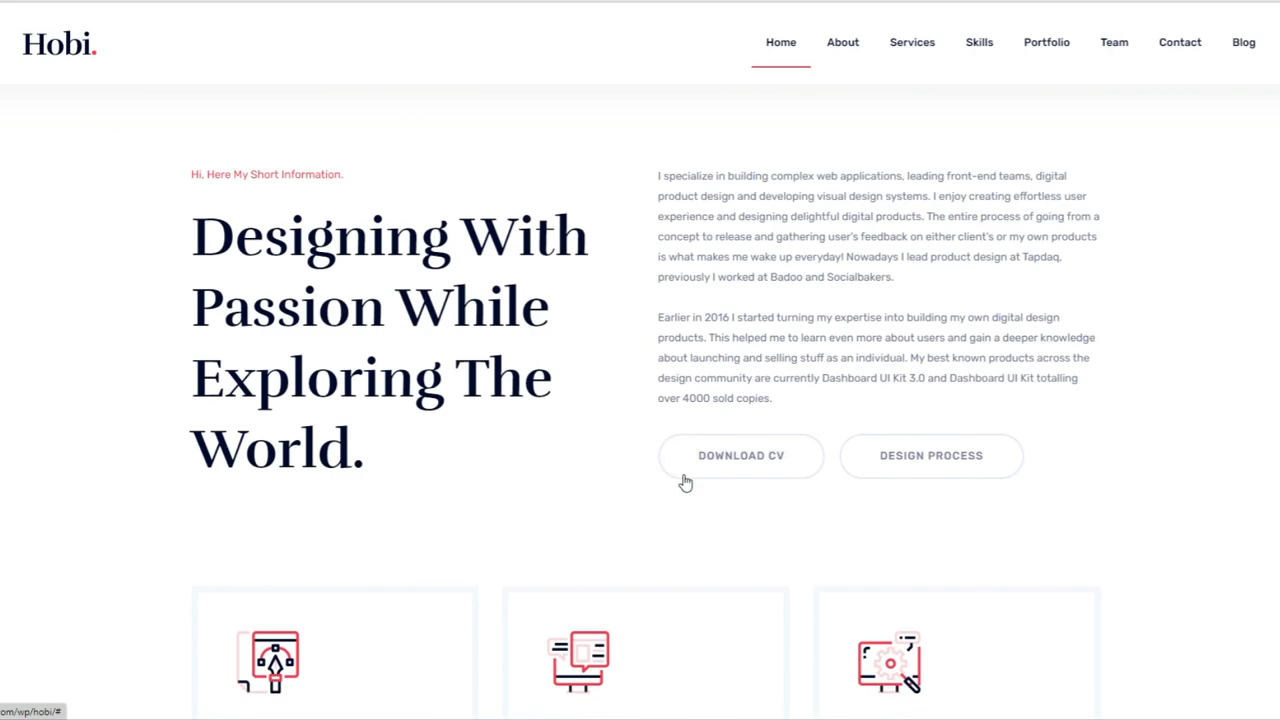 Hobi.
Home About Services Skills Portfolio Team Contact Blog
Hi, Here My Short Information.
Designing With
Passion While
Exploring The
World.
I specialize in building complex web applications, leading front-end teams, digital
product design and developing visual design systems. I enjoy creating effortless user
experience and designing delightful digital products. The entire process of going from a
concept to release and gathering user's feedback on either client's or my own products
is what makes me wake up everyday! Nowadays I lead product design at Tapdaq,
previously I worked at Badoo and Socialbakers.
Earlier in 2016 I started turning my expertise into building my own digital design
products. This helped me to learn even more about users and gain a deeper knowledge
about launching and selling stuff as an individual. My best known products across the
design community are currently Dashboard UI Kit 3.0 and Dashboard UI Kit totalling
over 4000 sold copies.
DOWNLOAD CV DESIGN PROCESS
om/wp/hobi/#